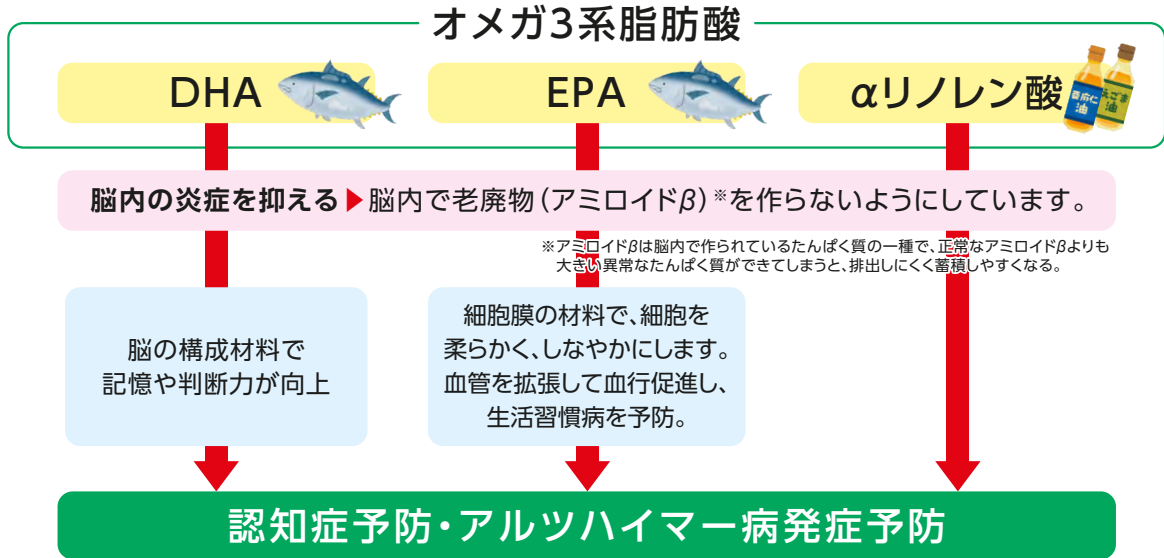 オメガ3系脂肪酸
DHA
EPA
αリノレン酸
亜麻仁油
えごま油
脳内の炎症を抑える▶脳内で老廃物(アミロイドβ)※を作らないようにしています。
※アミロイドβは脳内で作られているたんぱく質の一種で、正常なアミロイドβよりも
大きい異常なたんぱく質ができてしまうと、排出しにくく蓄積しやすくなる。
脳の構成材料で
記憶や判断力が向上
細胞膜の材料で、細胞を
柔らかく、しなやかにします。
血管を拡張して血行促進し、
生活習慣病を予防。
認知症予防・アルツハイマー病発症予防